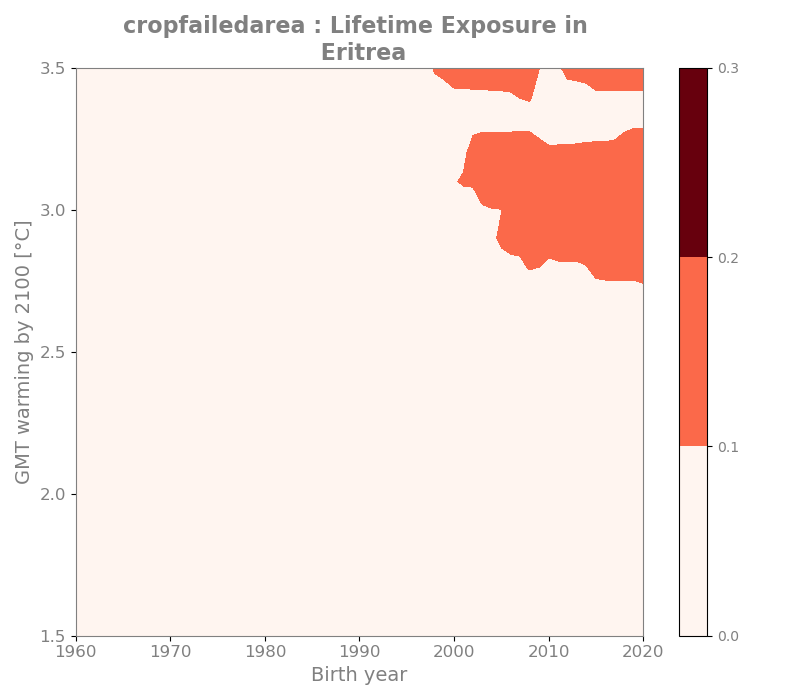 cropfailedarea : Lifetime Exposure in
Eritrea
GMT warming by 2100 [°C]
3.5
3.0
2.5
2.0
1.5
1960 1970 1980 1990 2000 2010 2020
Birth year
0.3
0.2
0.1
0.0